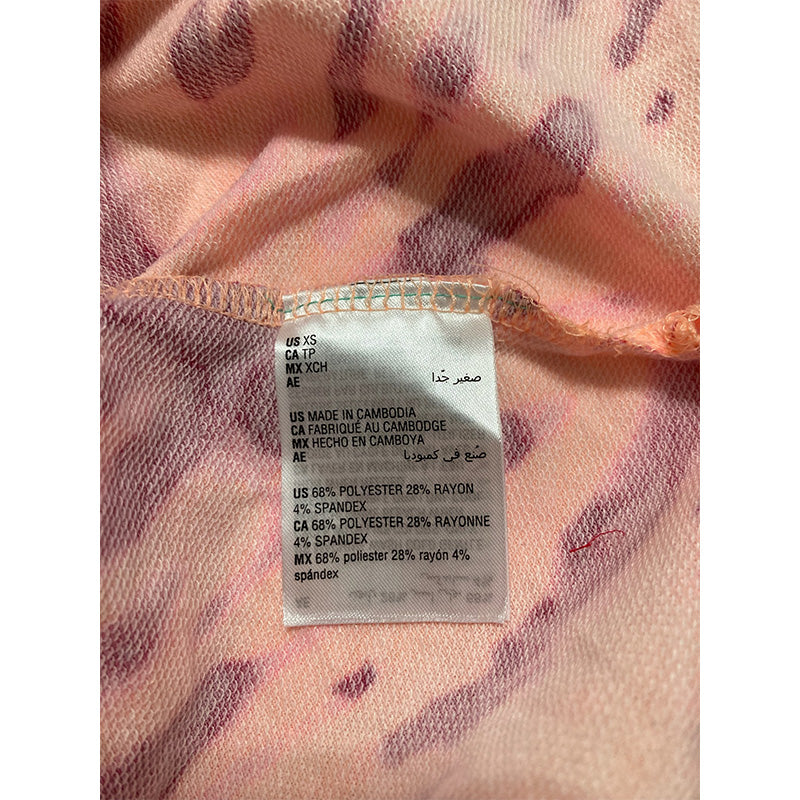 US XS
CA TP
MX XCH
AE صغير جّدا
US MADE IN CAMBODIA
CA FABRIQUÉ AU CAMBODGE
MX HECHO EN CAMBOYA
AE صّنع في كمبوديا
US 68% POLYESTER 28% RAYON
4% SPANDEX
CA 68% POLYESTER 28% RAYONNE
4% SPANDEX
MX 68% poliester 28% rayón 4%
spándex